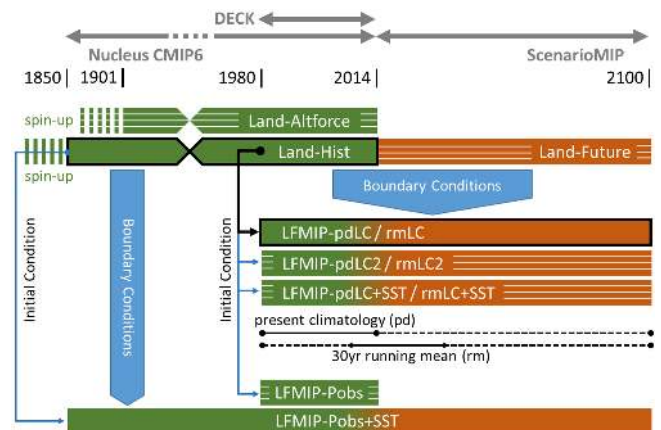 DECK
Nucleus CMIP6
ScenarioMIP
1850
1901
1980
2014
2100
spin-up
Land-Altforce
Land-Hist
Land-Future
spin-up
Boundary Conditions
Initial Condition
Boundary Conditions
Initial Condition
LFMIP-pdLC / rmLC
LFMIP-pdLC2 / rmLC2
LFMIP-pdLC+SST / rmLC+SST
present climatology (pd)
30yr running mean (rm)
LFMIP-Pobs
LFMIP-Pobs+SST